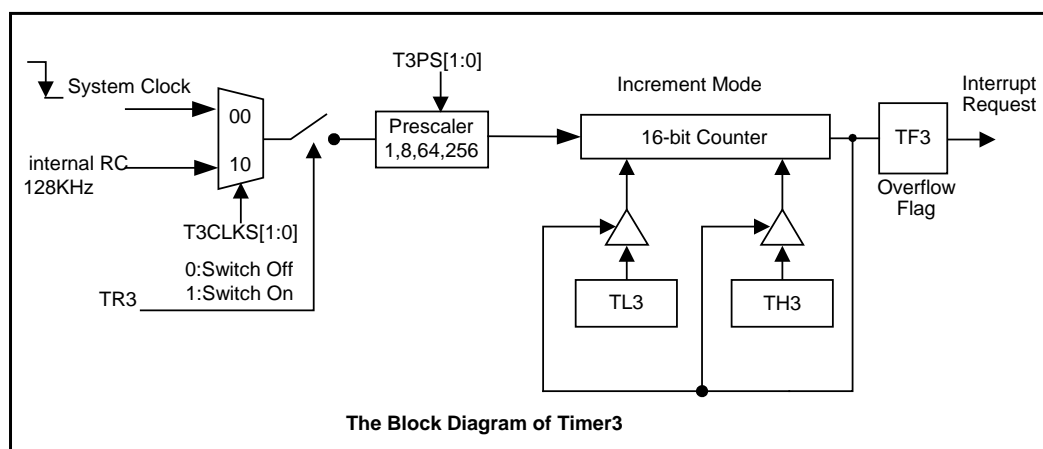 T3PS[1:0]
System Clock
Increment Mode
Interrupt
Request
00
Prescaler
1,8,64,256
16-bit Counter
TF3
internal RC
128KHz
10
Overflow
Flag
T3CLKS[1:0]
0:Switch Off
1:Switch On
TR3
TL3
TH3
The Block Diagram of Timer3